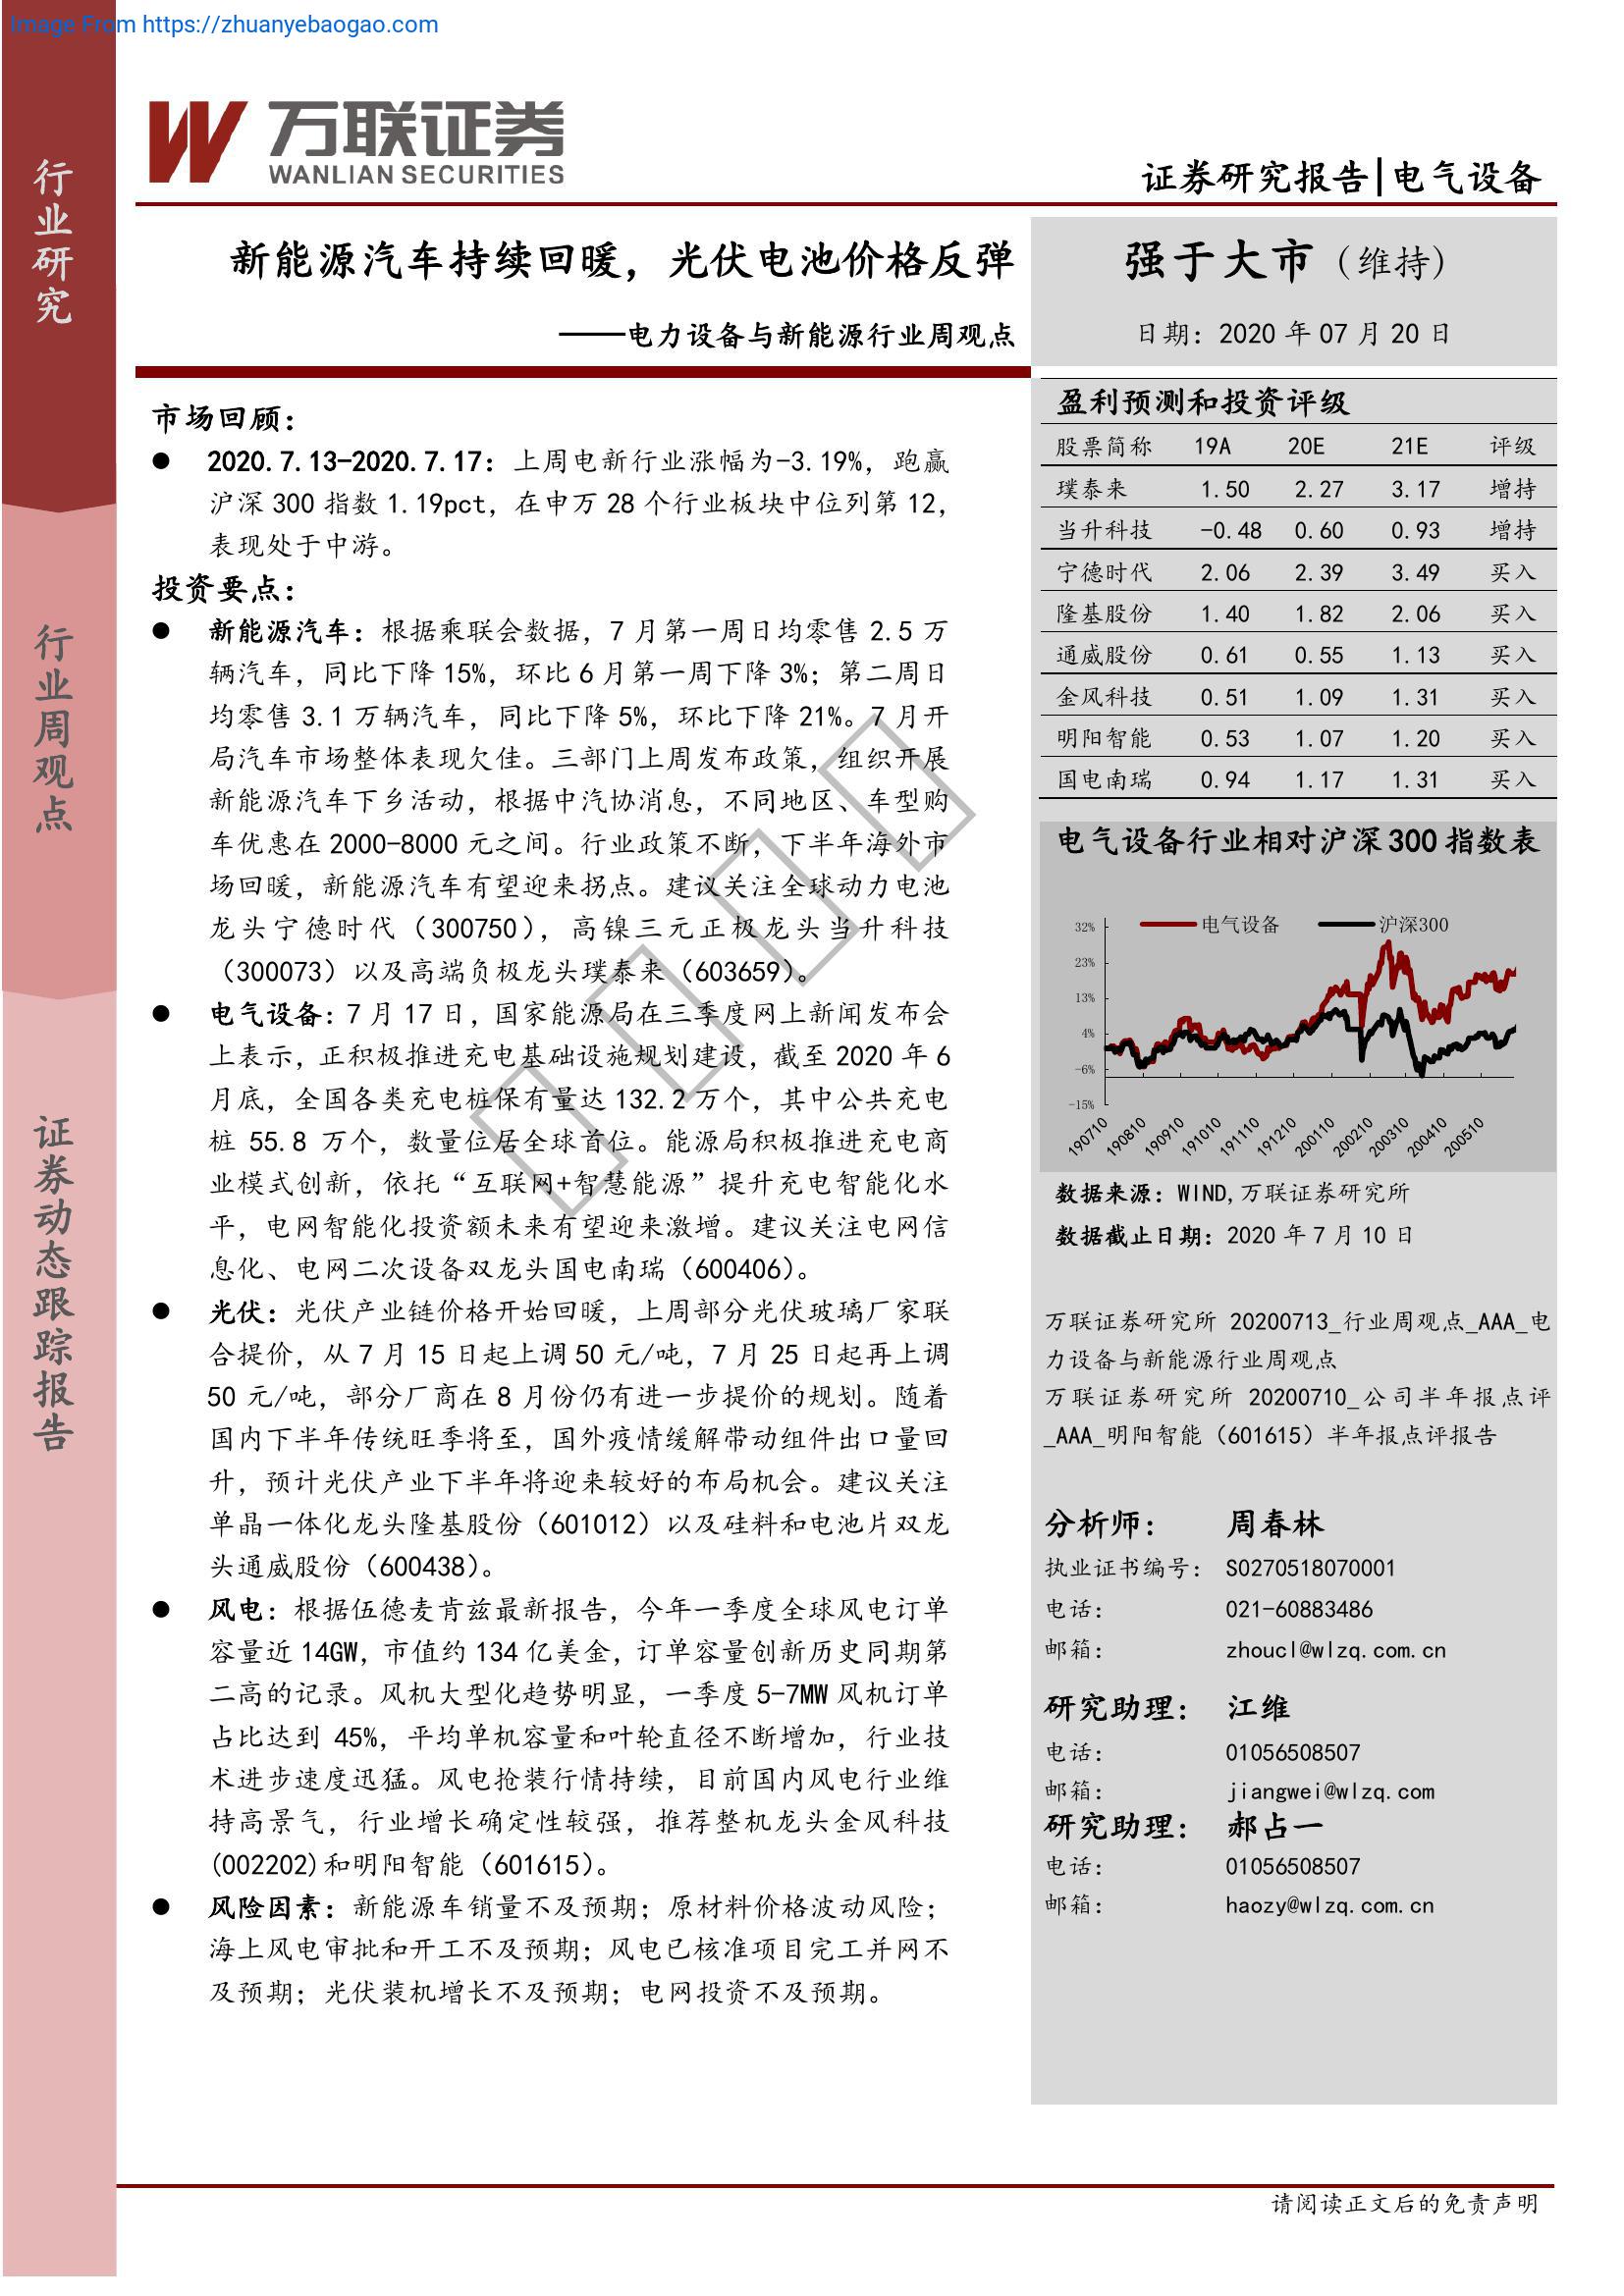 Image From https://zhuanyebaogao.com
行业研究
行业周观点
证券动态跟踪报告
万联证券
WANLIAN SECURITIES
证券研究报告|电气设备
新能源汽车持续回暖，光伏电池价格反弹
——电力设备与新能源行业周观点
强于大市（维持）
日期：2020 年 07 月 20 日
市场回顾：
● 2020.7.13-2020.7.17：上周电新行业涨幅为-3.19%，跑赢
沪深 300 指数 1.19pct，在申万 28 个行业板块中位列第 12，
表现处于中游。
投资要点：
● 新能源汽车：根据乘联会数据，7 月第一周日均零售 2.5 万
辆汽车，同比下降 15%，环比 6 月第一周下降 3%；第二周日
均零售 3.1 万辆汽车，同比下降 5%，环比下降 21%。7 月开
局汽车市场整体表现欠佳。三部门上周发布政策，组织开展
新能源汽车下乡活动，根据中汽协消息，不同地区、车型购
车优惠在 2000-8000 元之间。行业政策不断，下半年海外市
场回暖，新能源汽车有望迎来拐点。建议关注全球动力电池
龙头宁德时代（300750），高镍三元正极龙头当升科技
（300073）以及高端负极龙头璞泰来（603659）。
● 电气设备：7 月 17 日，国家能源局在三季度网上新闻发布会
上表示，正积极推进充电基础设施规划建设，截至 2020 年 6
月底，全国各类充电桩保有量达 132.2 万个，其中公共充电
桩 55.8 万个，数量位居全球首位。能源局积极推进充电商
业模式创新，依托“互联网+智慧能源”提升充电智能化水
平，电网智能化投资额未来有望迎来激增。建议关注电网信
息化、电网二次设备双龙头国电南瑞（600406）。
● 光伏：光伏产业链价格开始回暖，上周部分光伏玻璃厂家联
合提价，从 7 月 15 日起上调 50 元/吨，7 月 25 日起再上调
50 元/吨，部分厂商在 8 月份仍有进一步提价的规划。随着
国内下半年传统旺季将至，国外疫情缓解带动组件出口量回
升，预计光伏产业下半年将迎来较好的布局机会。建议关注
单晶一体化龙头隆基股份（601012）以及硅料和电池片双龙
头通威股份（600438）。
● 风电：根据伍德麦肯兹最新报告，今年一季度全球风电订单
容量近 14GW，市值约 134 亿美金，订单容量创新历史同期第
二高的记录。风机大型化趋势明显，一季度 5-7MW 风机订单
占比达到 45%，平均单机容量和叶轮直径不断增加，行业技
术进步速度迅猛。风电抢装行情持续，目前国内风电行业维
持高景气，行业增长确定性较强，推荐整机龙头金风科技
(002202)和明阳智能（601615）。
● 风险因素：新能源车销量不及预期；原材料价格波动风险；
海上风电审批和开工不及预期；风电已核准项目完工并网不
及预期；光伏装机增长不及预期；电网投资不及预期。
盈利预测和投资评级
股票简称 19A 20E 21E 评级
璞泰来 1.50 2.27 3.17 增持
当升科技 -0.48 0.60 0.93 增持
宁德时代 2.06 2.39 3.49 买入
隆基股份 1.40 1.82 2.06 买入
通威股份 0.61 0.55 1.13 买入
金风科技 0.51 1.09 1.31 买入
明阳智能 0.53 1.07 1.20 买入
国电南瑞 0.94 1.17 1.31 买入
电气设备行业相对沪深 300 指数表
电气设备 沪深300
32%
23%
13%
4%
-6%
-15%
190710 190810 190910 191010 191110 191210 200110 200210 200310 200410 200510
数据来源：WIND,万联证券研究所
数据截止日期：2020 年 7 月 10 日
万联证券研究所 20200713_行业周观点_AAA_电
力设备与新能源行业周观点
万联证券研究所 20200710_公司半年报点评
_AAA_明阳智能（601615）半年报点评报告
分析师： 周春林
执业证书编号： S0270518070001
电话： 021-60883486
邮箱： zhoucl@wlzq.com.cn
研究助理： 江维
电话： 01056508507
邮箱： jiangwei@wlzq.com
研究助理： 郝占一
电话： 01056508507
邮箱： haozy@wlzq.com.cn
请阅读正文后的免责声明